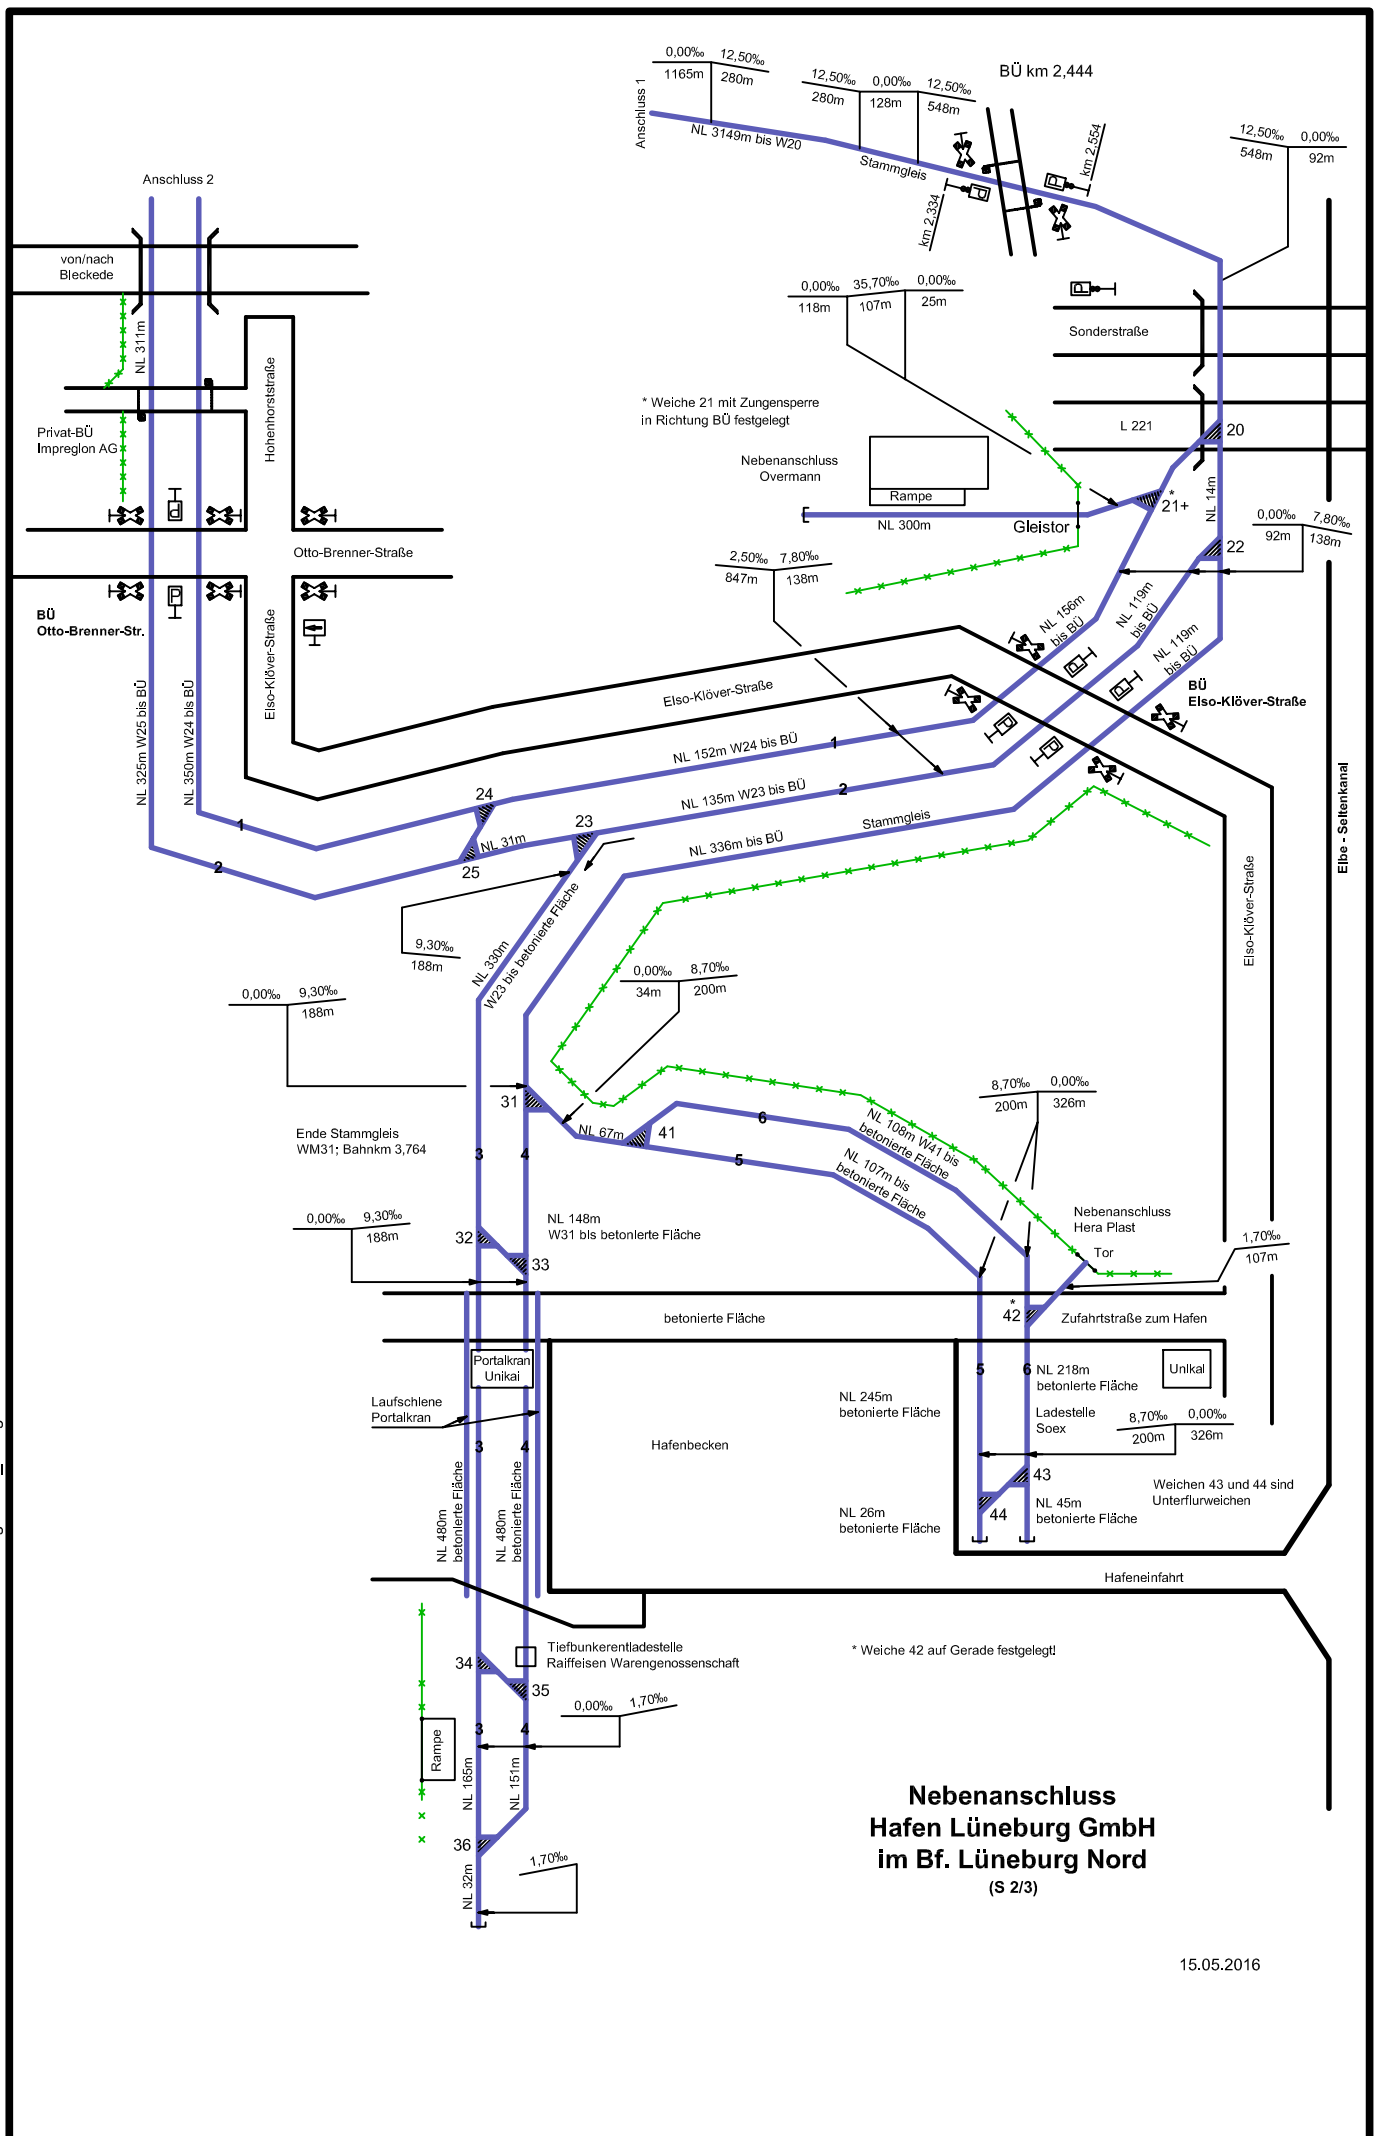 0,00‰ 12,50‰
1165m 280m
12,50‰ 0,00‰ 12,50‰
280m 128m 548m
BÜ km 2,444
Anschluss 1
NL 3149m bis W20
Stammgleis
km 2,554
km 2,334
12,50‰ 0,00‰
548m 92m
Anschluss 2
von/nach
Bleckede
NL 311m
Hohenhorststraße
Privat-BÜ
Impreglon AG
0,00‰ 35,70‰ 0,00‰
118m 107m 25m
Sonderstraße
L 221
20
* Weiche 21 mit Zungensperre
in Richtung BÜ festgelegt
Nebenanschluss
Overmann
Rampe
NL 300m
Gleistor
*
21+
NL 14m
22
0,00‰ 7,80‰
92m 138m
Otto-Brenner-Straße
2,50‰ 7,80‰
847m 138m
BÜ
Otto-Brenner-Str.
Elso-Klöver-Straße
NL 156m
bis BÜ
NL 119m
bis BÜ
NL 119m
bis BÜ
BÜ
Elso-Klöver-Straße
Elso-Klöver-Straße
NL 325m W25 bis BÜ
NL 350m W24 bis BÜ
NL 152m W24 bis BÜ
1
NL 135m W23 bis BÜ
2
24
23
1
2
25
NL 31m
NL 336m bis BÜ
Stammgleis
Elbe - Seitenkanal
Elso-Klöver-Straße
9,30‰
188m
NL 330m
W23 bis betonierte Fläche
0,00‰ 9,30‰
188m
0,00‰ 8,70‰
34m 200m
31
NL 67m
41
6
5
NL 108m W41 bis
betonierte Fläche
NL 107m bis
betonierte Fläche
8,70‰ 0,00‰
200m 326m
Ende Stammgleis
WM31; Bahnkm 3,764
3
4
0,00‰ 9,30‰
188m
32
33
NL 148m
W31 bis betonierte Fläche
Nebenanschluss
Hera Plast
Tor
1,70‰
107m
*
42
betonierte Fläche
Zufahrtstraße zum Hafen
Portalkran
Unikai
Laufschiene
Portalkran
5
6
NL 218m
betonierte Fläche
Unikai
NL 245m
betonierte Fläche
Ladestelle
Soex
8,70‰ 0,00‰
200m 326m
3
4
Hafenbecken
43
44
Weichen 43 und 44 sind
Unterflurweichen
NL 26m
betonierte Fläche
NL 45m
betonierte Fläche
NL 480m
betonierte Fläche
NL 480m
betonierte Fläche
Hafeneinfahrt
34
35
Tiefbunkerentladestelle
Raiffeisen Warengenossenschaft
* Weiche 42 auf Gerade festgelegt!
0,00‰ 1,70‰
Rampe
3
4
NL 165m
NL 151m
36
NL 32m
1,70‰
Nebenanschluss
Hafen Lüneburg GmbH
im Bf. Lüneburg Nord
(S 2/3)
15.05.2016